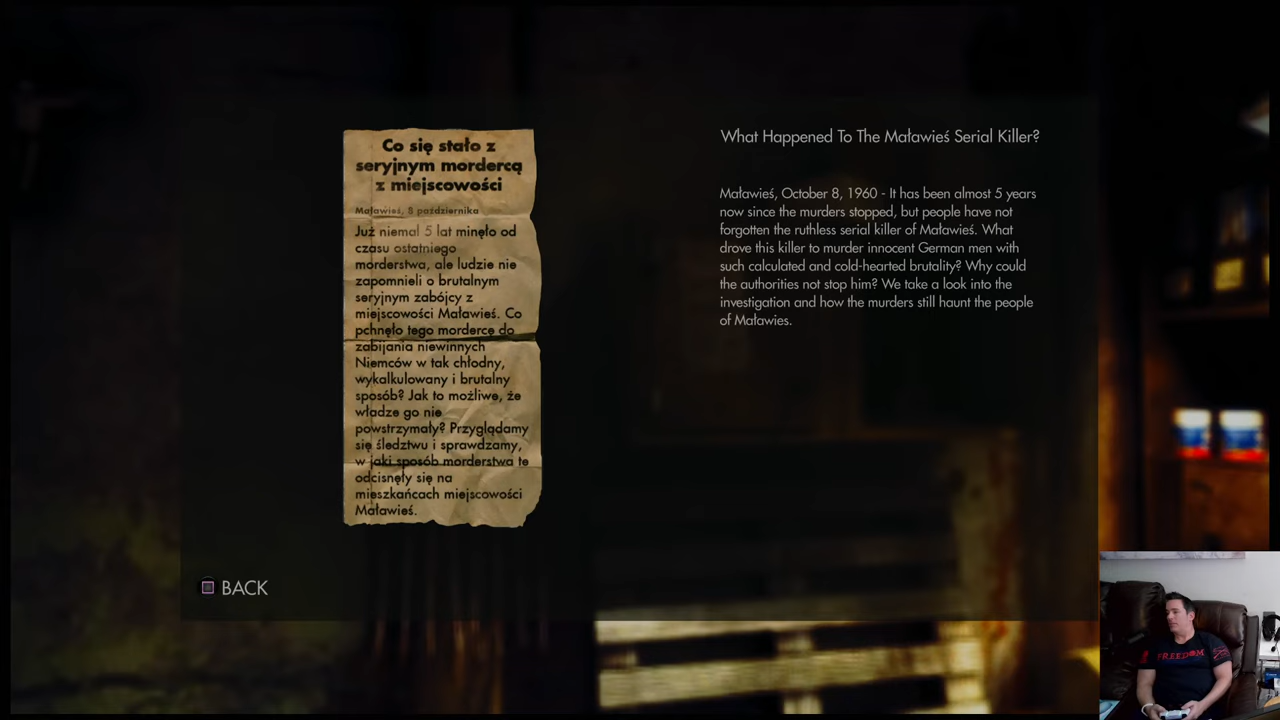 Co się stało z
seryjnym mordercą
z miejscowości
Maławieś, 8 października
Już niemal 5 lat minęło od
czasu ostatniego
morderstwa, ale ludzie nie
zapomnieli o brutalnym
seryjnym zabójcy z
miejscowości Maławieś. Co
pchnęło tego mordercę do
zabijania niewinnych
Niemców w tak chłodny,
wykalkulowany i brutalny
sposób? Jak to możliwe, że
władze go nie
powstrzymały? Przyglądamy
się śledztwu i sprawdzamy,
w jaki sposób morderstwa te
odcisnęły się na
mieszkańcach miejscowości
Maławieś.
What Happened To The Maławieś Serial Killer?
Maławieś, October 8, 1960 - It has been almost 5 years
now since the murders stopped, but people have not
forgotten the ruthless serial killer of Maławieś. What
drove this killer to murder innocent German men with
such calculated and cold-hearted brutality? Why could
the authorities not stop him? We take a look into the
investigation and how the murders still haunt the people
of Maławies.
BACK
FREEDOM